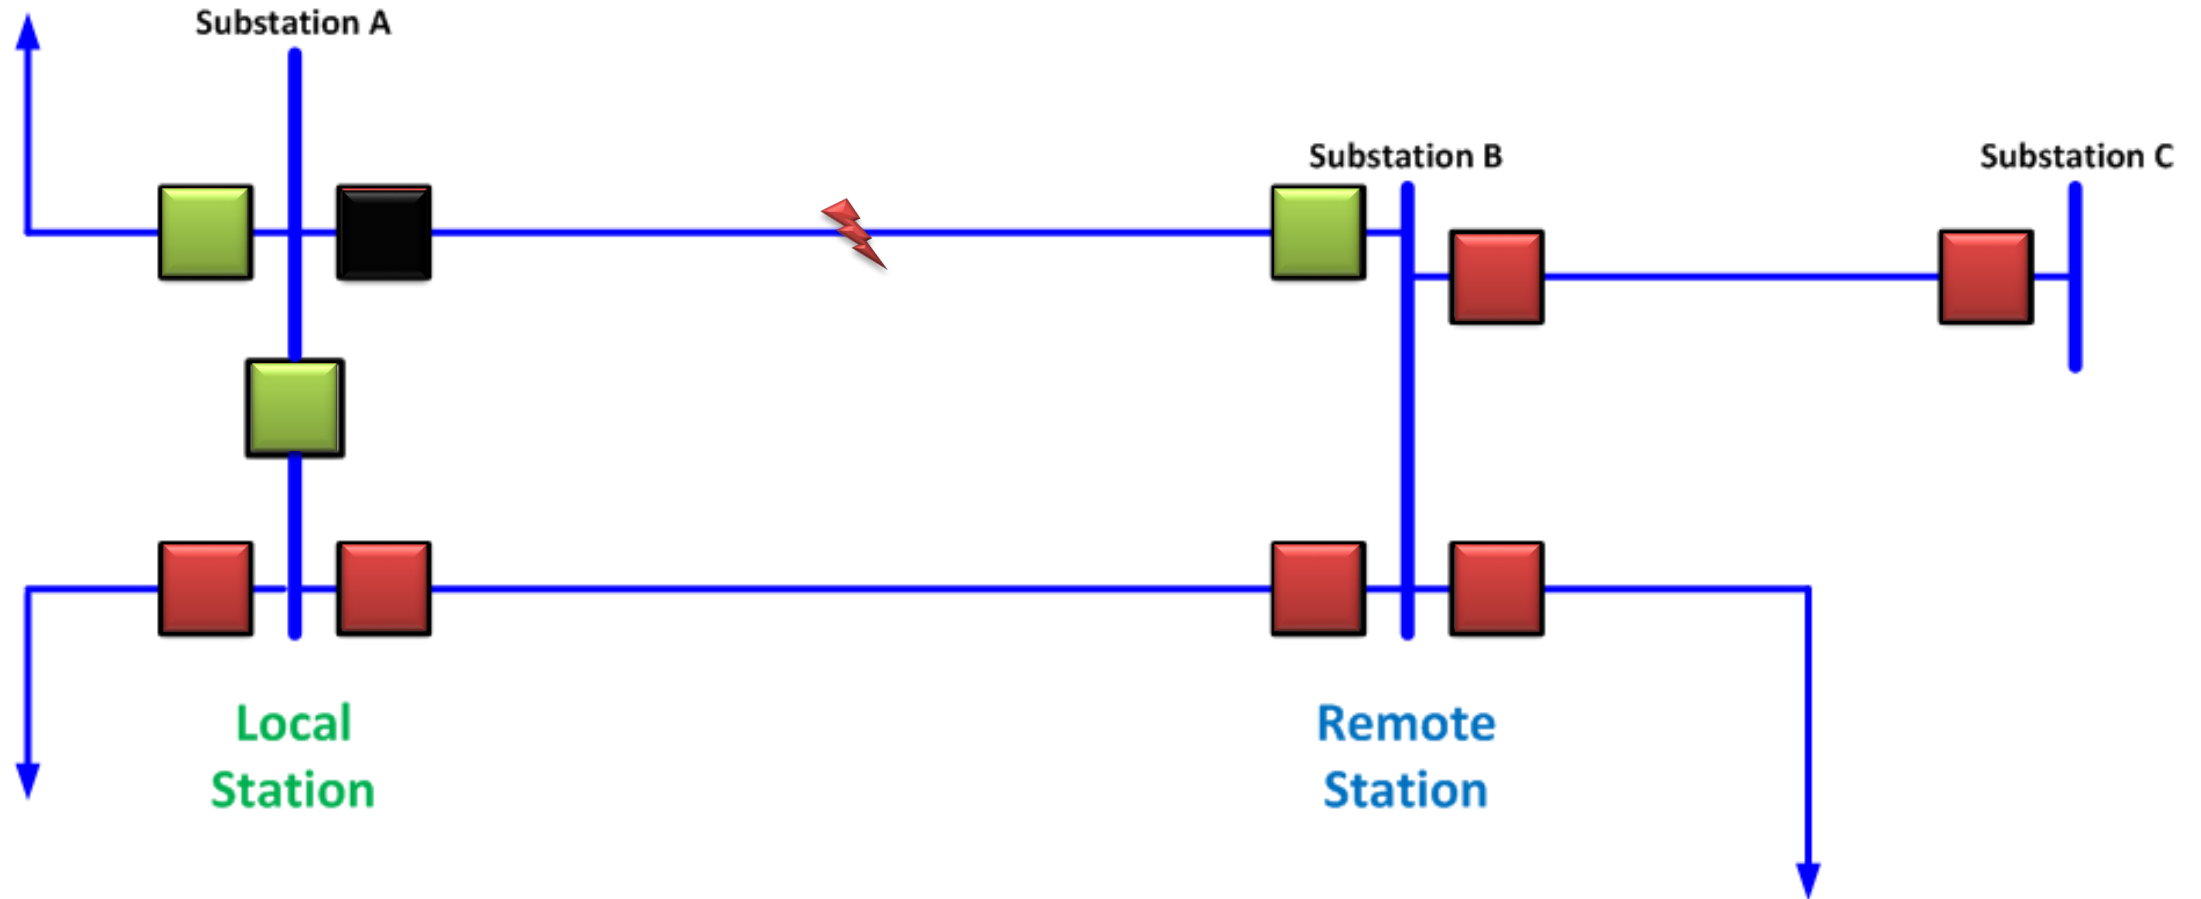 Substation A
Substation B
Substation C
Local
Station
Remote
Station